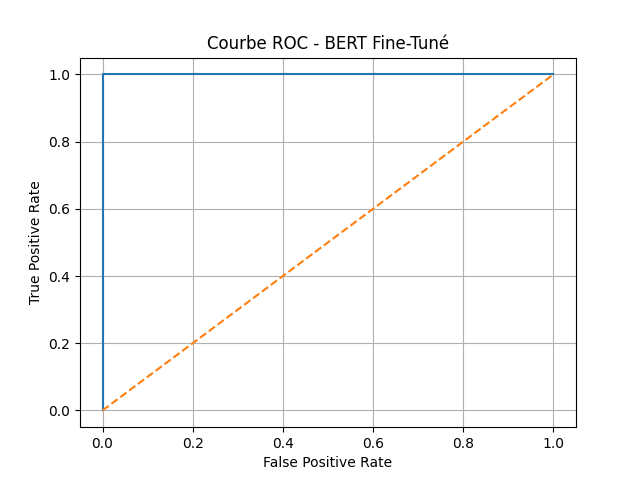 Courbe ROC - BERT Fine-Tuné
1.0
0.8
0.6
0.4
0.2
0.0
True Positive Rate
0.0 0.2 0.4 0.6 0.8 1.0
False Positive Rate